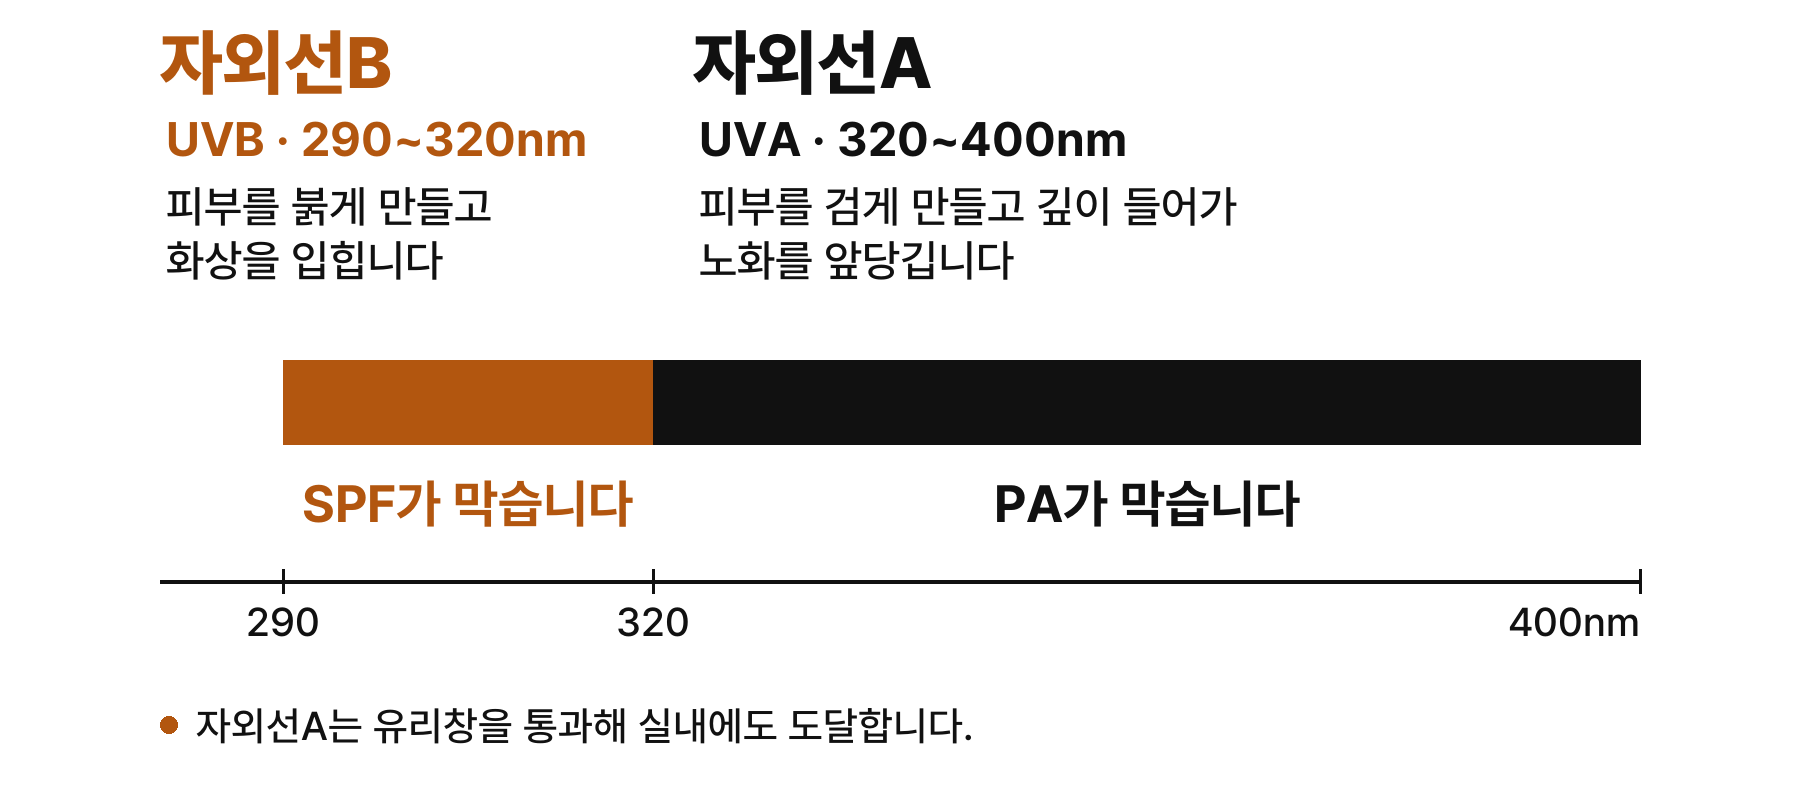 자외선B
UVB · 290~320nm
피부를 붉게 만들고
화상을 입힙니다
자외선A
UVA · 320~400nm
피부를 검게 만들고 깊이 들어가
노화를 앞당깁니다
SPF가 막습니다
PA가 막습니다
290
320
400nm
자외선A는 유리창을 통과해 실내에도 도달합니다.